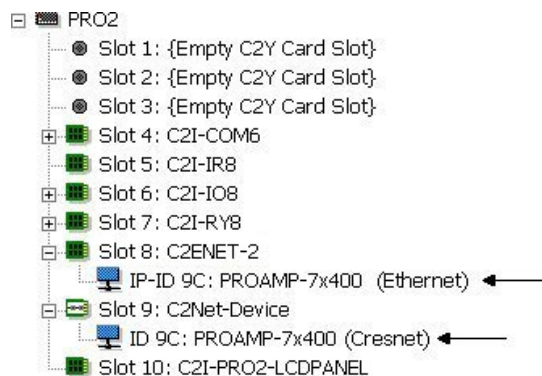 PRO2
Slot 1: {Empty C2Y Card Slot}
Slot 2: {Empty C2Y Card Slot}
Slot 3: {Empty C2Y Card Slot}
Slot 4: C2I-COM6
Slot 5: C2I-IR8
Slot 6: C2I-IO8
Slot 7: C2I-RY8
Slot 8: C2ENET-2
IP-ID 9C: PROAMP-7x400 (Ethernet)
Slot 9: C2Net-Device
ID 9C: PROAMP-7x400 (Cresnet)
Slot 10: C2I-PRO2-LCDPANEL